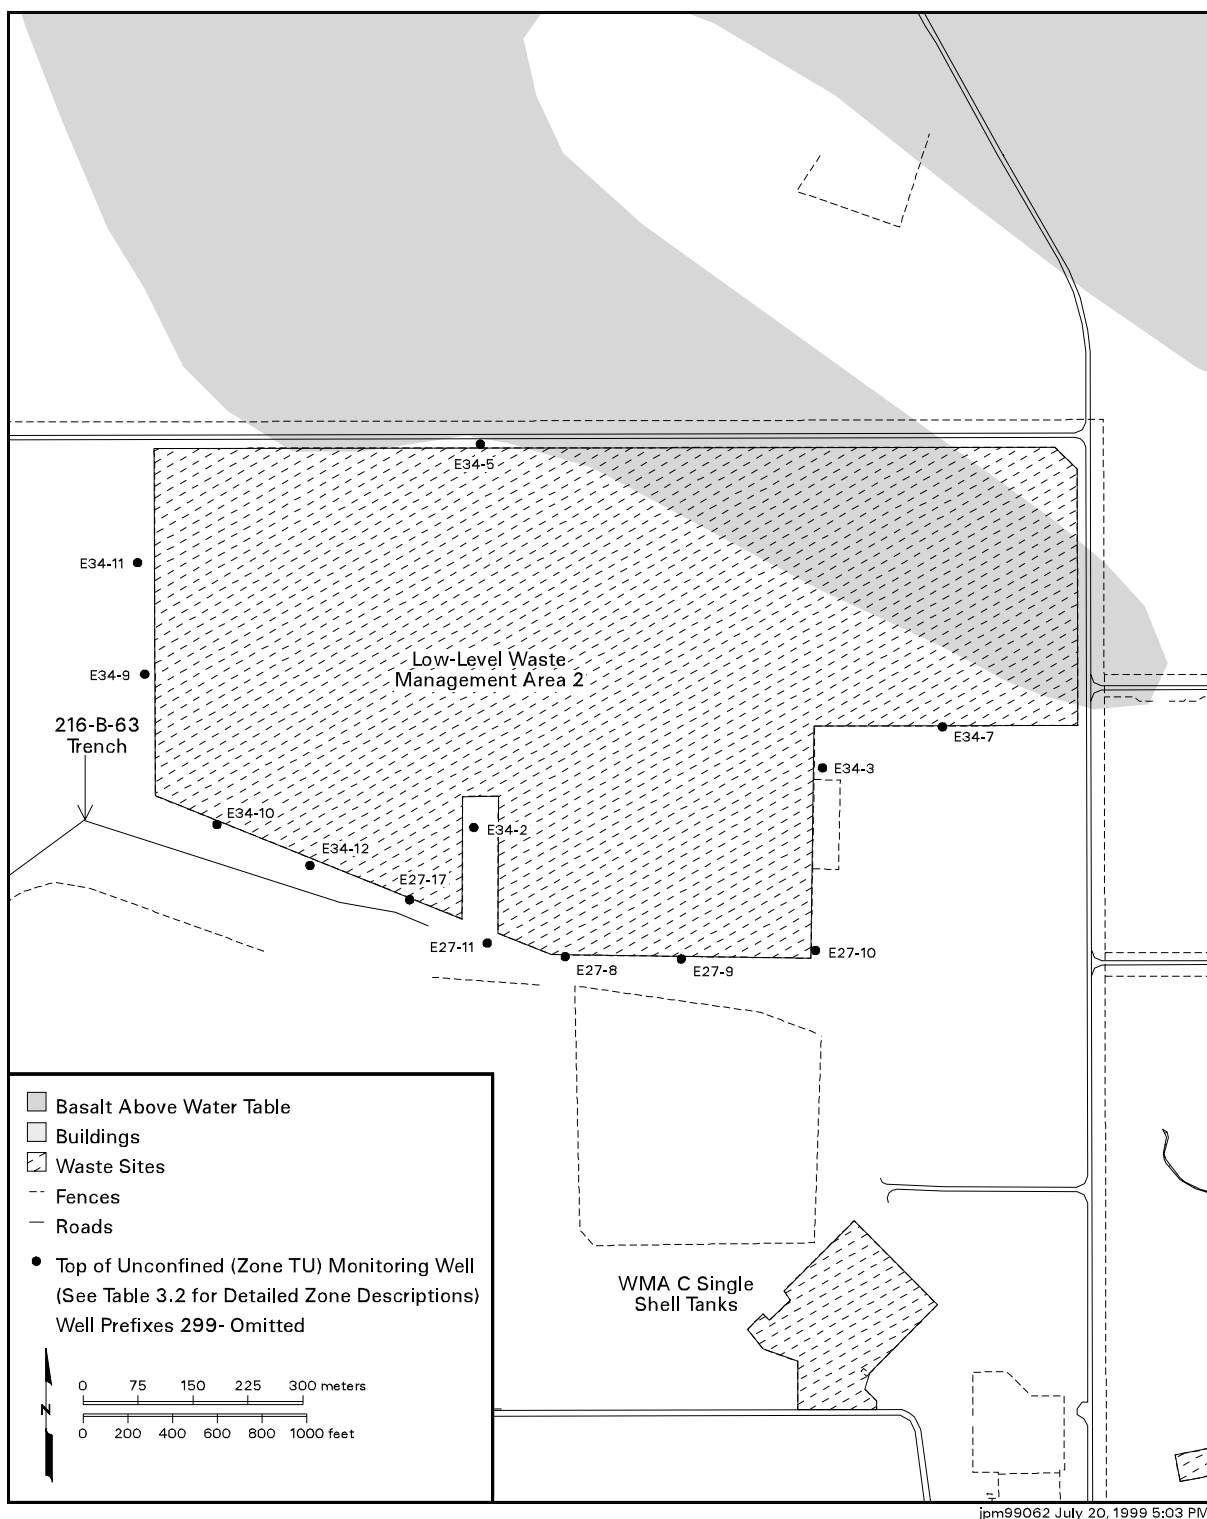 E34-5
E34-11
Low-Level Waste
Management Area 2
E34-9
216-B-63
Trench
E34-7
E34-3
E34-10
E34-2
E34-12
E27-17
E27-11
E27-10
E27-8
E27-9
Basalt Above Water Table
Buildings
Waste Sites
Fences
Roads
Top of Unconfined (Zone TU) Monitoring Well
(See Table 3.2 for Detailed Zone Descriptions)
Well Prefixes 299- Omitted
WMA C Single
Shell Tanks
N
0 75 150 225 300 meters
0 200 400 600 800 1000 feet
jpm99062 July 20, 1999 5:03 PM